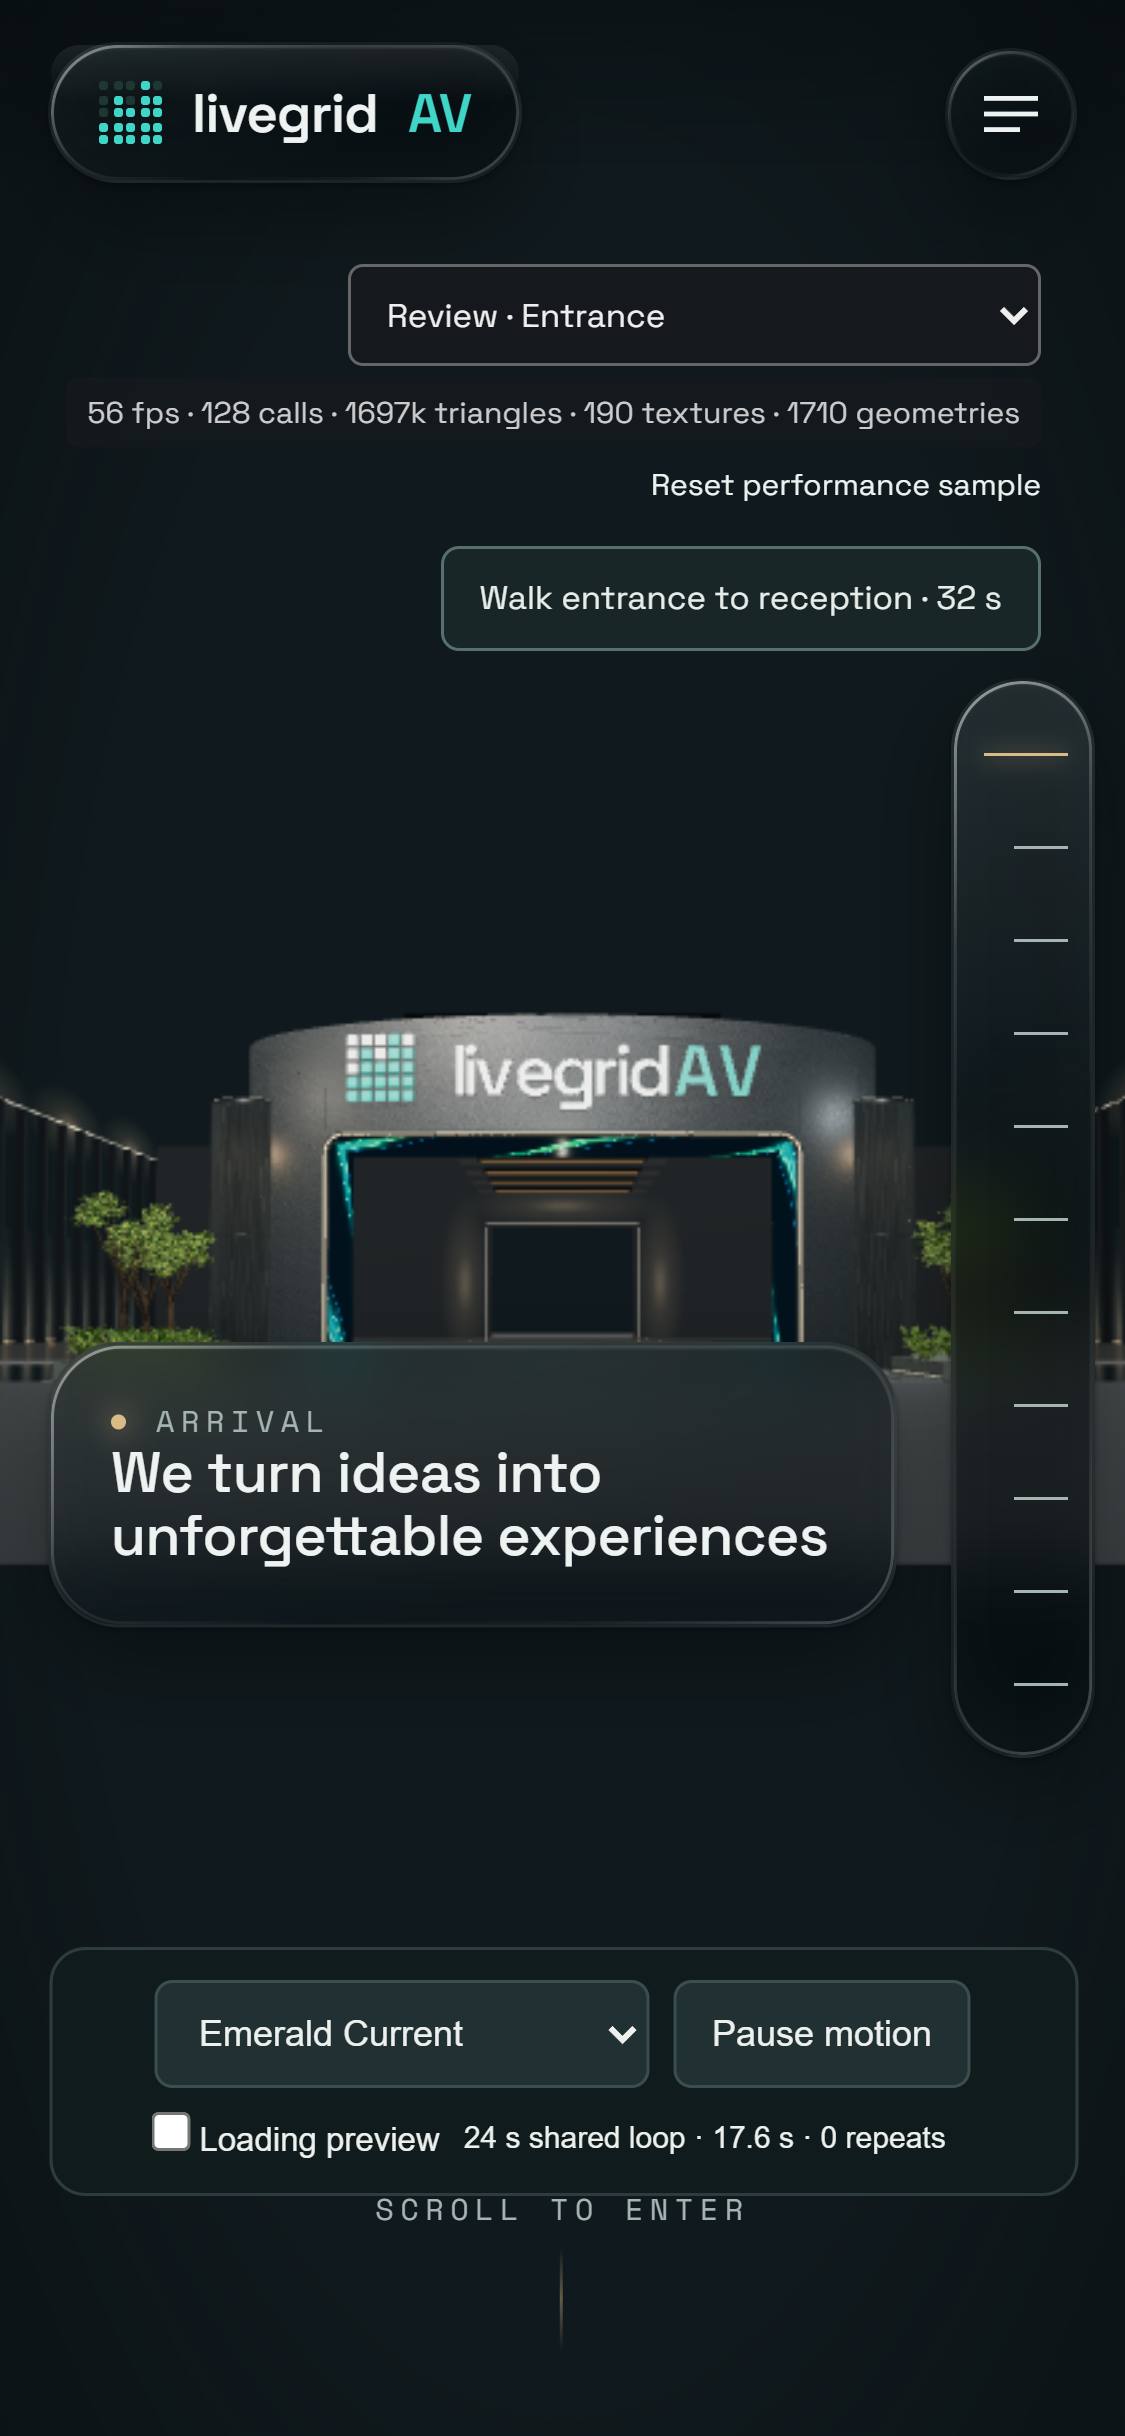 livegrid AV
Review · Entrance
56 fps · 128 calls · 1697k triangles · 190 textures · 1710 geometries
Reset performance sample
Walk entrance to reception · 32 s
livegridAV
ARRIVAL
We turn ideas into
unforgettable experiences
Emerald Current
Pause motion
Loading preview 24 s shared loop · 17.6 s · 0 repeats
SCROLL TO ENTER